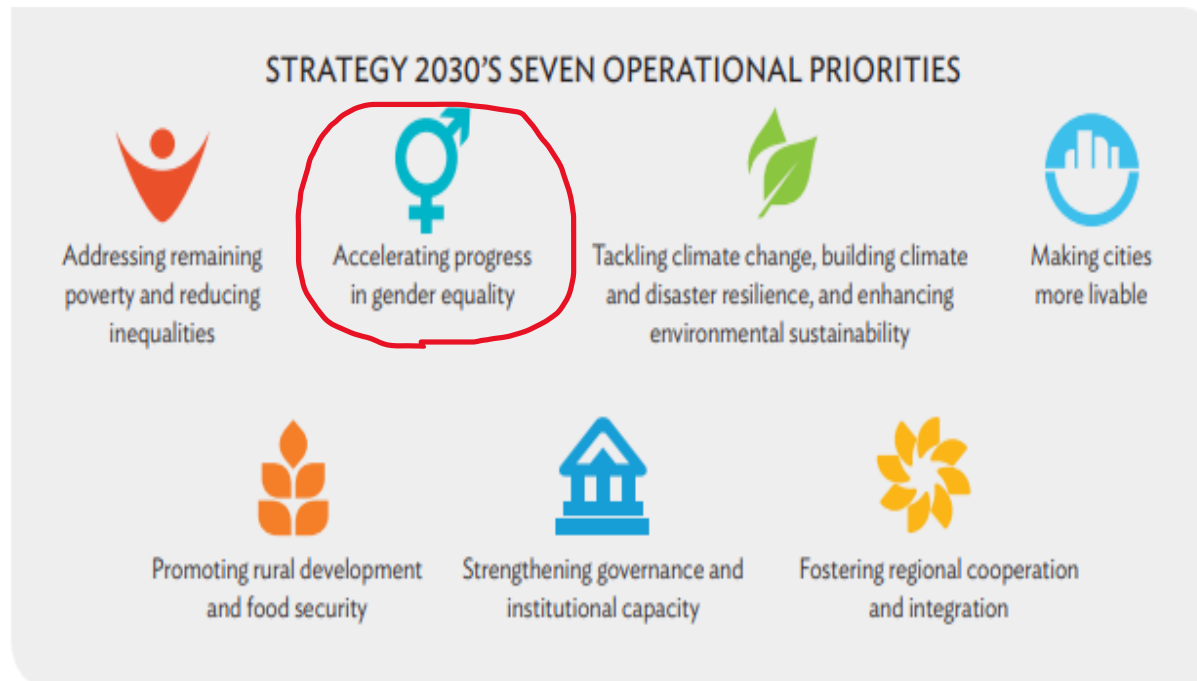 STRATEGY 2030’S SEVEN OPERATIONAL PRIORITIES
Addressing remaining
poverty and reducing
inequalities
Accelerating progress
in gender equality
Tackling climate change, building climate
and disaster resilience, and enhancing
environmental sustainability
Making cities
more livable
Promoting rural development
and food security
Strengthening governance and
institutional capacity
Fostering regional cooperation
and integration